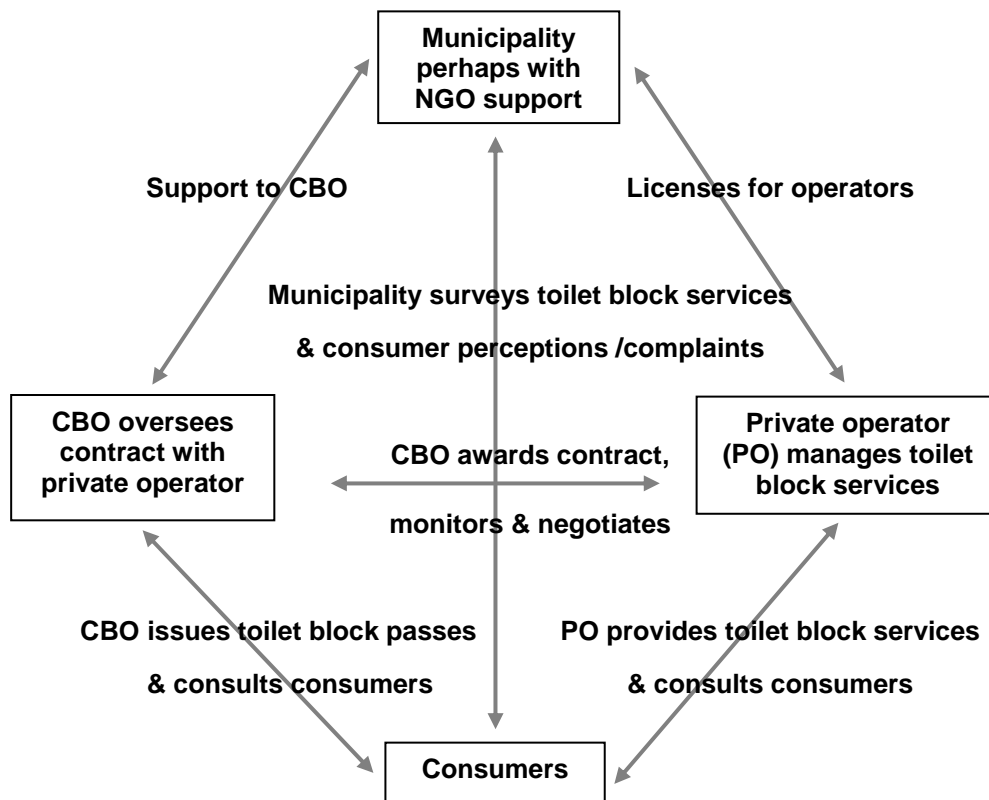 Municipality
perhaps with
NGO support
Support to CBO
Licenses for operators
Municipality surveys toilet block services
& consumer perceptions /complaints
CBO oversees
contract with
private operator
CBO awards contract,
monitors & negotiates
Private operator
(PO) manages toilet
block services
CBO issues toilet block passes
& consults consumers
PO provides toilet block services
& consults consumers
Consumers